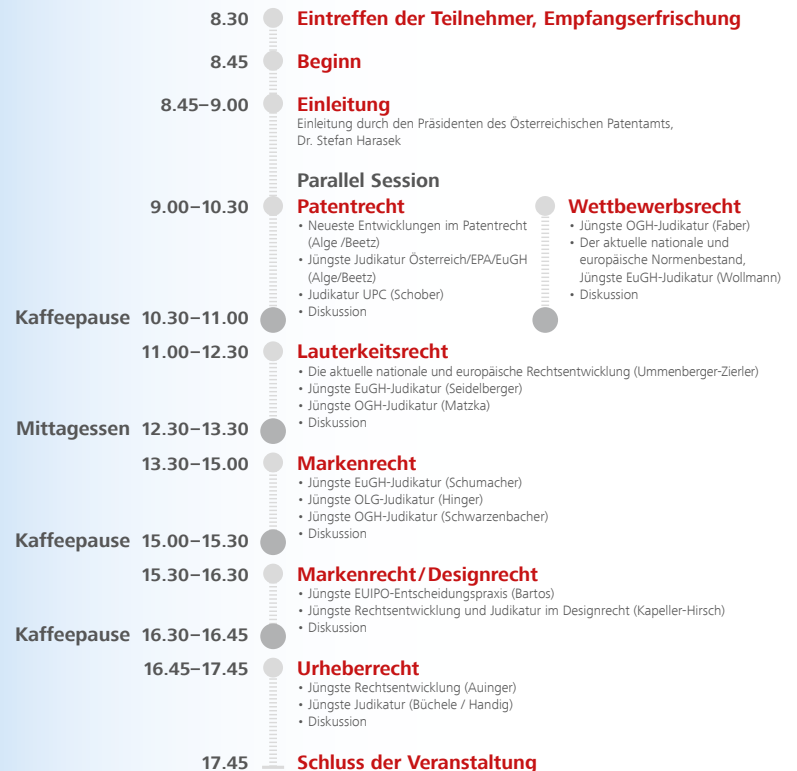 8.30 Eintreffen der Teilnehmer, Empfangserfrischung
8.45 Beginn
8.45–9.00 Einleitung
Einleitung durch den Präsidenten des Österreichischen Patentamts,
Dr. Stefan Harasek
Parallel Session
9.00–10.30 Patentrecht
• Neueste Entwicklungen im Patentrecht
(Alge /Beetz)
• Jüngste Judikatur Österreich/EPA/EuGH
(Alge/Beetz)
• Judikatur UPC (Schober)
• Diskussion
Wettbewerbsrecht
• Jüngste OGH-Judikatur (Faber)
• Der aktuelle nationale und
europäische Normenbestand,
Jüngste EuGH-Judikatur (Wollmann)
• Diskussion
Kaffeepause 10.30–11.00
11.00–12.30 Lauterkeitsrecht
• Die aktuelle nationale und europäische Rechtsentwicklung (Ummenberger-Zierler)
• Jüngste EuGH-Judikatur (Seidelberger)
• Jüngste OGH-Judikatur (Matzka)
• Diskussion
Mittagessen 12.30–13.30
13.30–15.00 Markenrecht
• Jüngste EuGH-Judikatur (Schumacher)
• Jüngste OLG-Judikatur (Hinger)
• Jüngste OGH-Judikatur (Schwarzenbacher)
• Diskussion
Kaffeepause 15.00–15.30
15.30–16.30 Markenrecht/Designrecht
• Jüngste EUIPO-Entscheidungspraxis (Bartos)
• Jüngste Rechtsentwicklung und Judikatur im Designrecht (Kapeller-Hirsch)
• Diskussion
Kaffeepause 16.30–16.45
16.45–17.45 Urheberrecht
• Jüngste Rechtsentwicklung (Auinger)
• Jüngste Judikatur (Büchele / Handig)
• Diskussion
17.45 Schluss der Veranstaltung